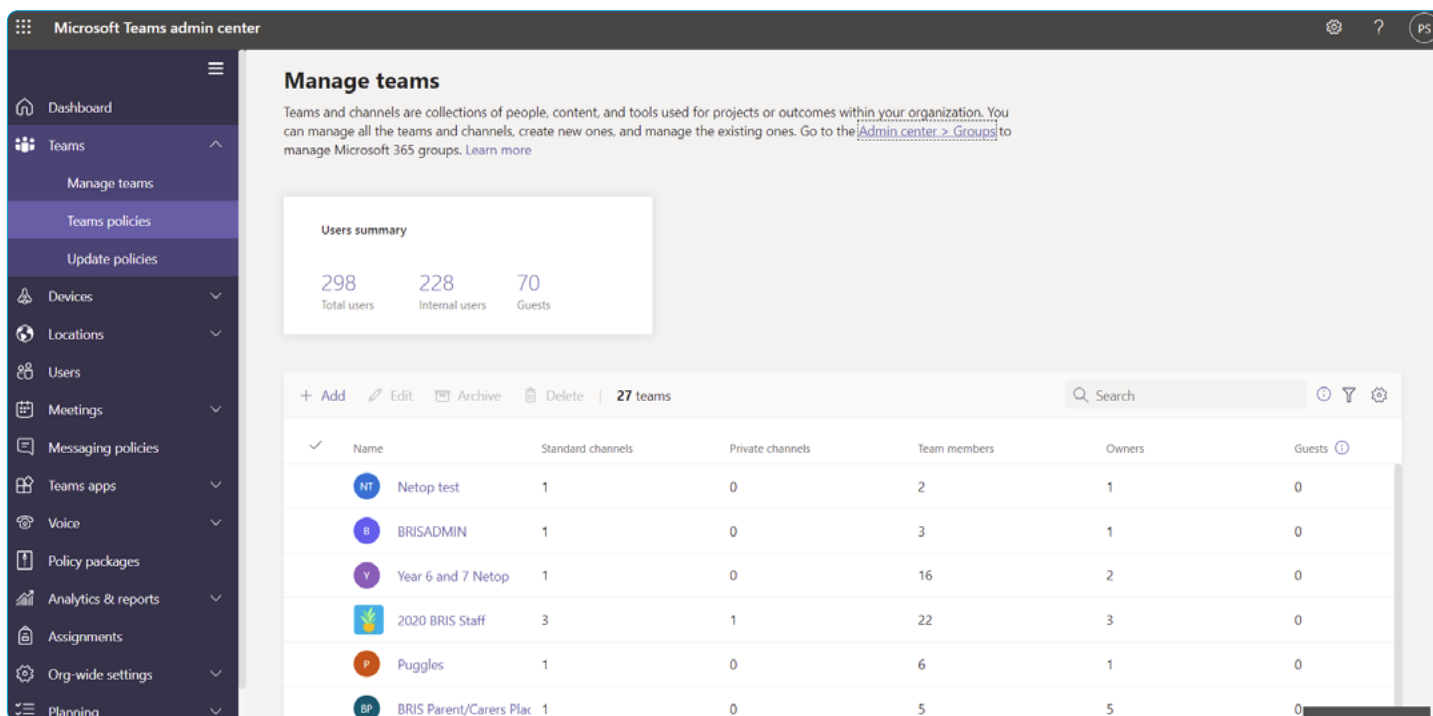 Microsoft Teams admin center
PS
Dashboard
Teams
Manage teams
Teams policies
Update policies
Devices
Locations
Users
Meetings
Messaging policies
Teams apps
Voice
Policy packages
Analytics & reports
Assignments
Org-wide settings
Planning
Manage teams
Teams and channels are collections of people, content, and tools used for projects or outcomes within your organization. You
can manage all the teams and channels, create new ones, and manage the existing ones. Go to the Admin center > Groups to
manage Microsoft 365 groups. Learn more
Users summary
298 228 70
Total users Internal users Guests
+ Add Edit Archive Delete | 27 teams Search
Name Standard channels Private channels Team members Owners Guests
NT Netop test 1 0 2 1 0
B BRISADMIN 1 0 3 1 0
Y Year 6 and 7 Netop 1 0 16 2 0
2020 BRIS Staff 3 1 22 3 0
P Puggles 1 0 6 1 0
BP BRIS Parent/Carers Plac 1 0 5 5 0